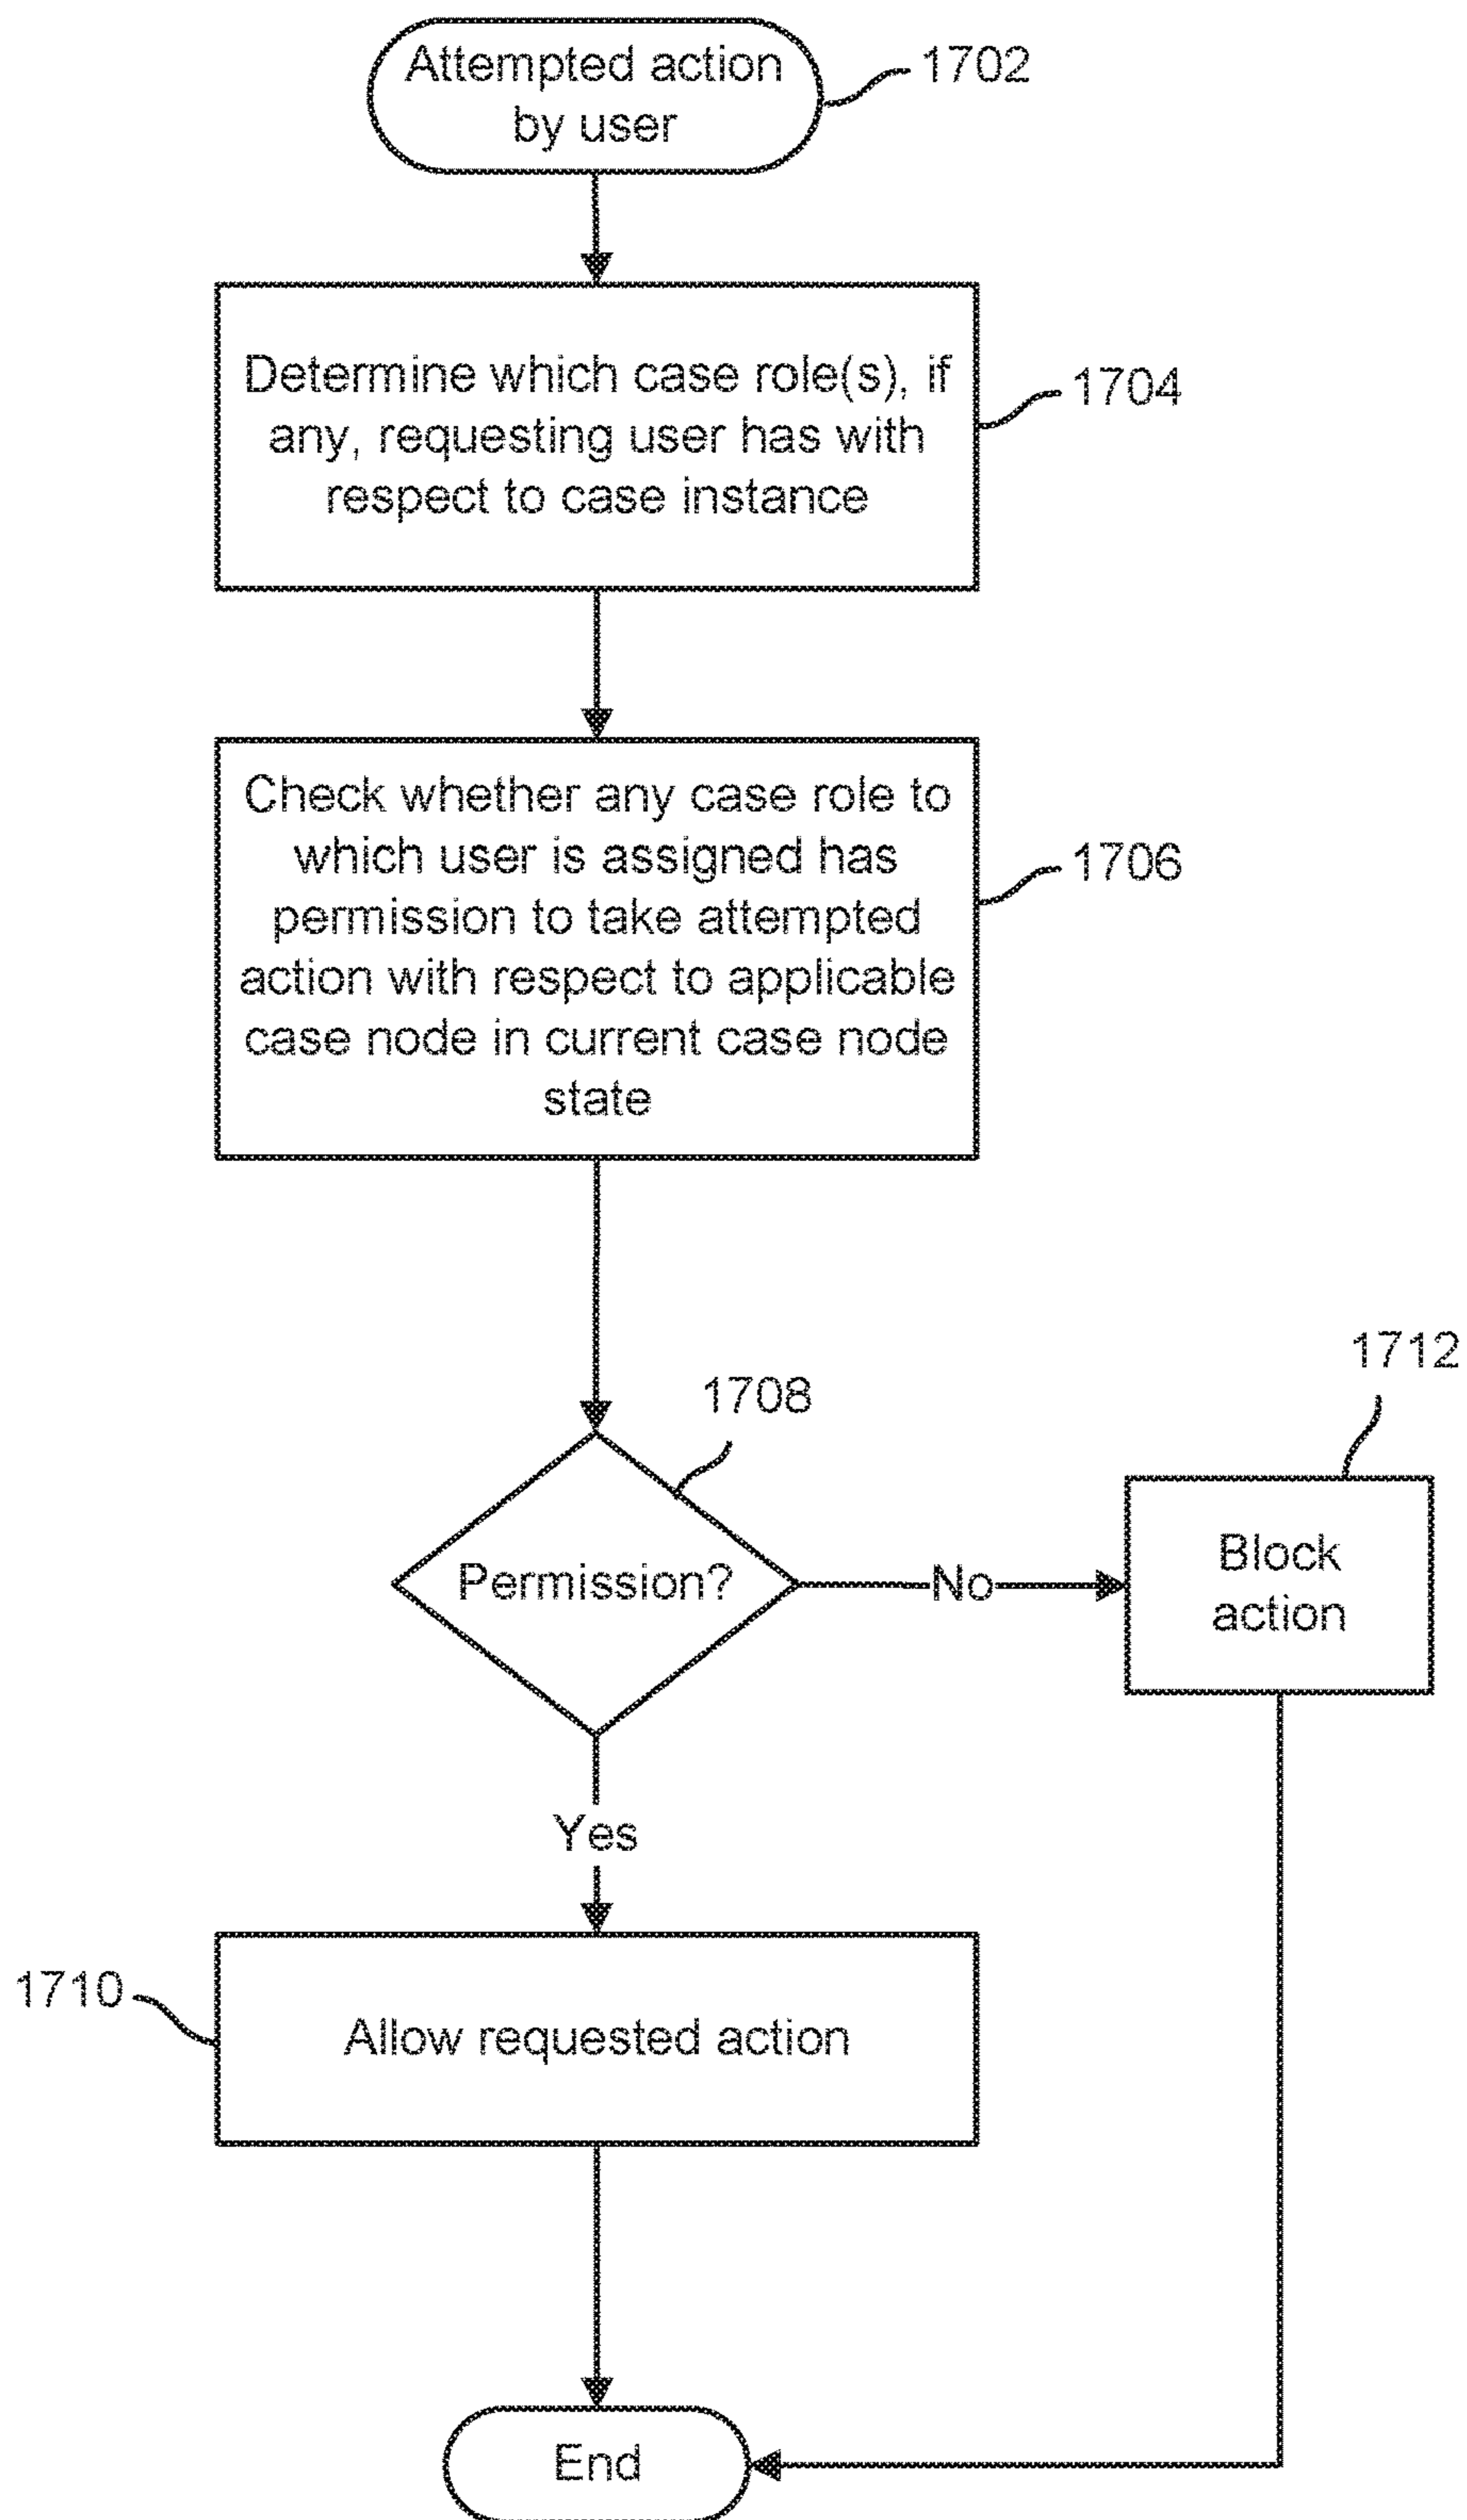 Attempted action
by user
1702
Determine which case role(s), if
any, requesting user has with
respect to case instance
1704
Check whether any case role to
which user is assigned has
permission to take attempted
action with respect to applicable
case node in current case node
state
1706
1708
Permission?
No
1712
Block
action
Yes
1710
Allow requested action
End